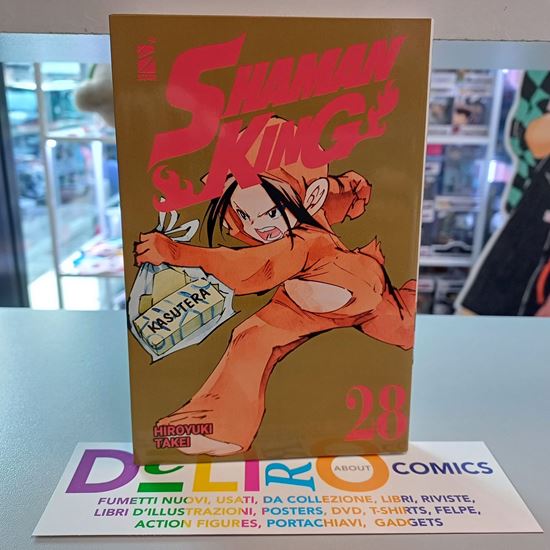 SHAMAN
KING
KASUTERA
HIROYUKI
TAKEI
28
DELIRO ABOUT COMICS
FUMETTI NUOVI, USATI, DA COLLEZIONE, LIBRI, RIVISTE,
LIBRI D'ILLUSTRAZIONI, POSTERS, DVD, T-SHIRTS, FELPE,
ACTION FIGURES, PORTACHIAVI, GADGETS